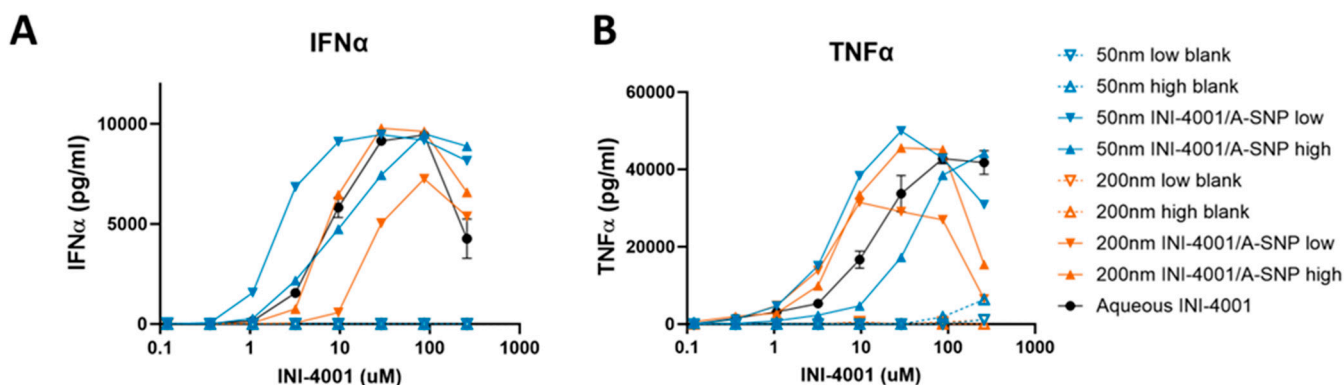 A
IFNα
IFNα (pg/ml)
10000
5000
0
0.1 1 10 100 1000
INI-4001 (uM)
B
TNFα
TNFα (pg/ml)
60000
40000
20000
0
0.1 1 10 100 1000
INI-4001 (uM)
50nm low blank
50nm high blank
50nm INI-4001/A-SNP low
50nm INI-4001/A-SNP high
200nm low blank
200nm high blank
200nm INI-4001/A-SNP low
200nm INI-4001/A-SNP high
Aqueous INI-4001